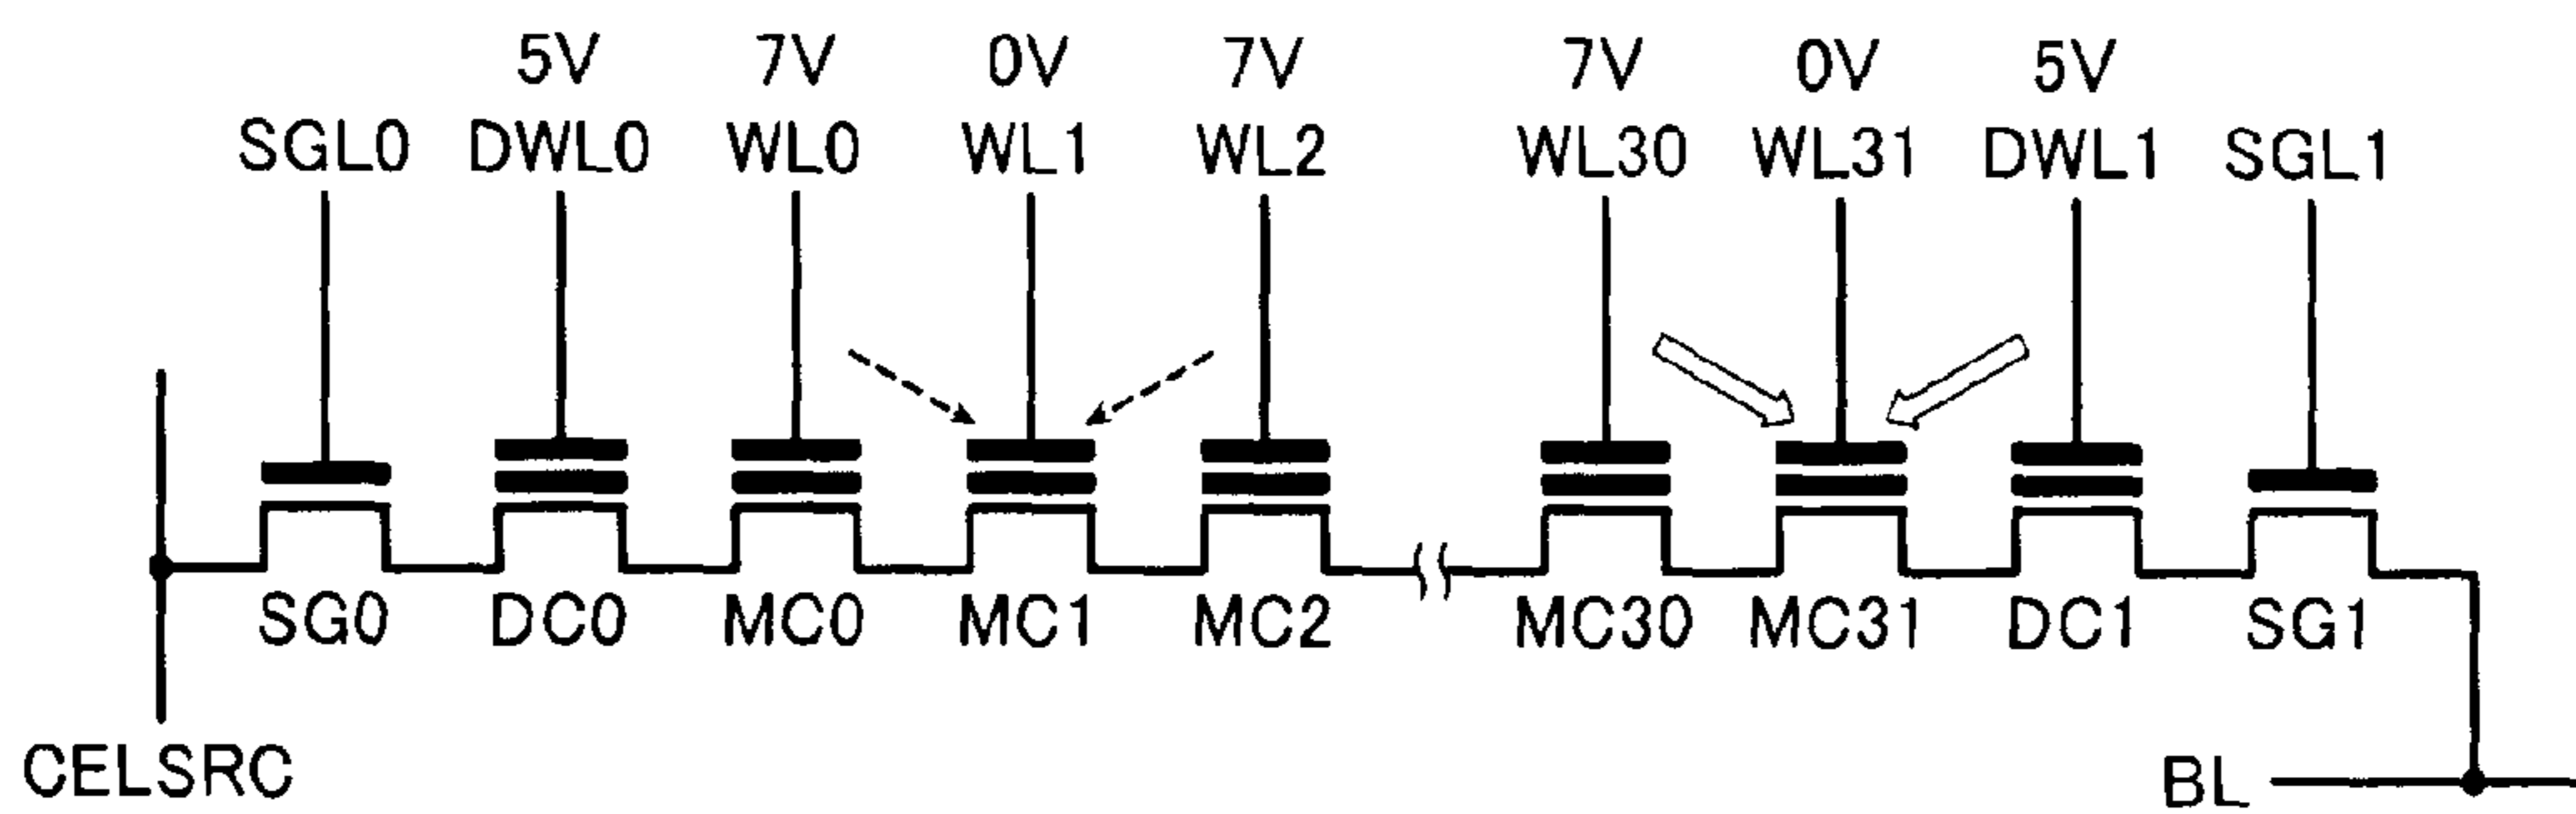 5V 7V 0V 7V 7V 0V 5V
SGL0 DWL0 WL0 WL1 WL2 WL30 WL31 DWL1 SGL1
SG0 DC0 MC0 MC1 MC2 MC30 MC31 DC1 SG1
CELSRC BL